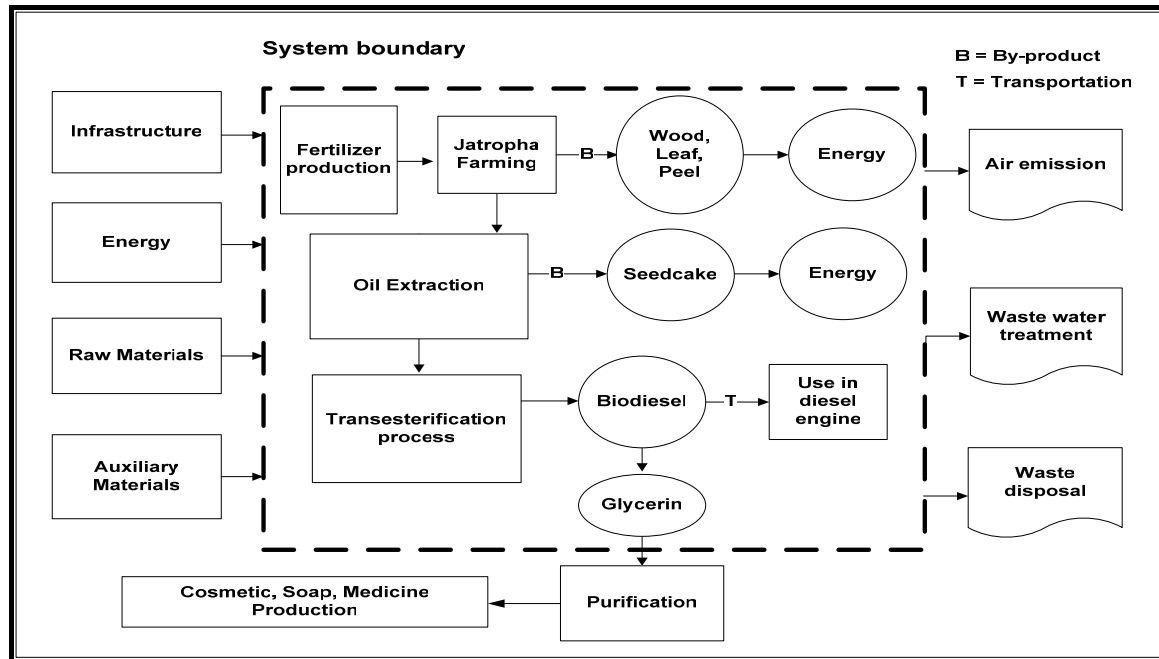 System boundary
B = By-product
T = Transportation
Infrastructure
Fertilizer
production
Jatropha
Farming
B
Wood,
Leaf,
Peel
Energy
Air emission
Energy
Oil Extraction
B
Seedcake
Energy
Raw Materials
Waste water
treatment
Transesterification
process
Biodiesel
T
Use in
diesel
engine
Auxiliary
Materials
Glycerin
Waste
disposal
Cosmetic, Soap, Medicine
Production
Purification